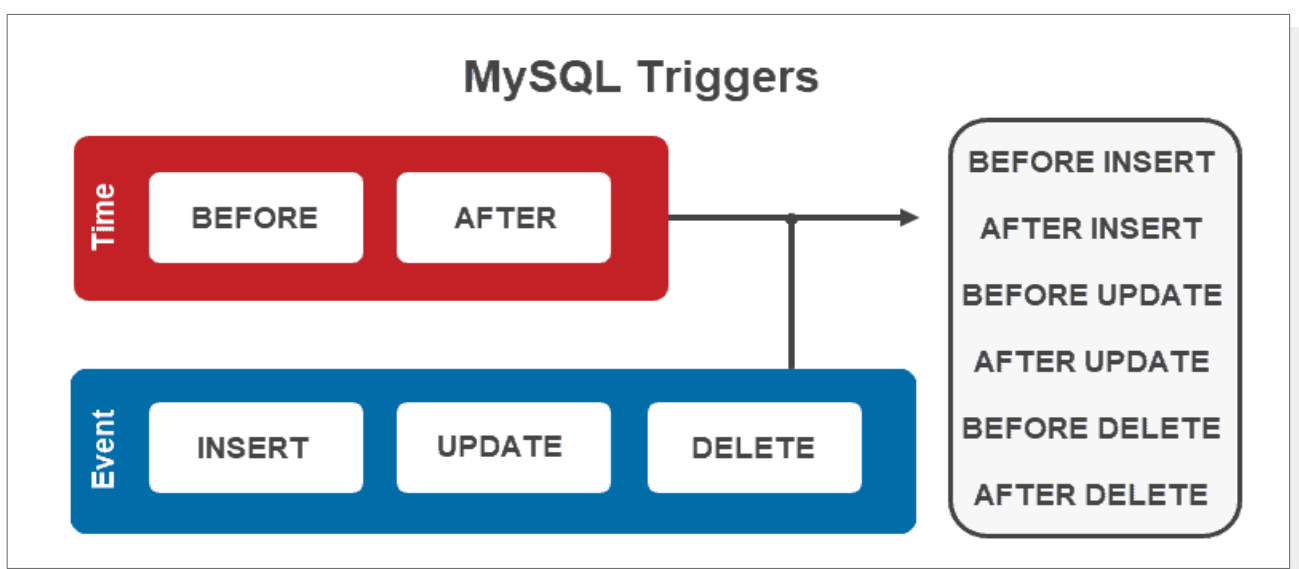 MySQL Triggers
Time
BEFORE
AFTER
Event
INSERT
UPDATE
DELETE
BEFORE INSERT
AFTER INSERT
BEFORE UPDATE
AFTER UPDATE
BEFORE DELETE
AFTER DELETE